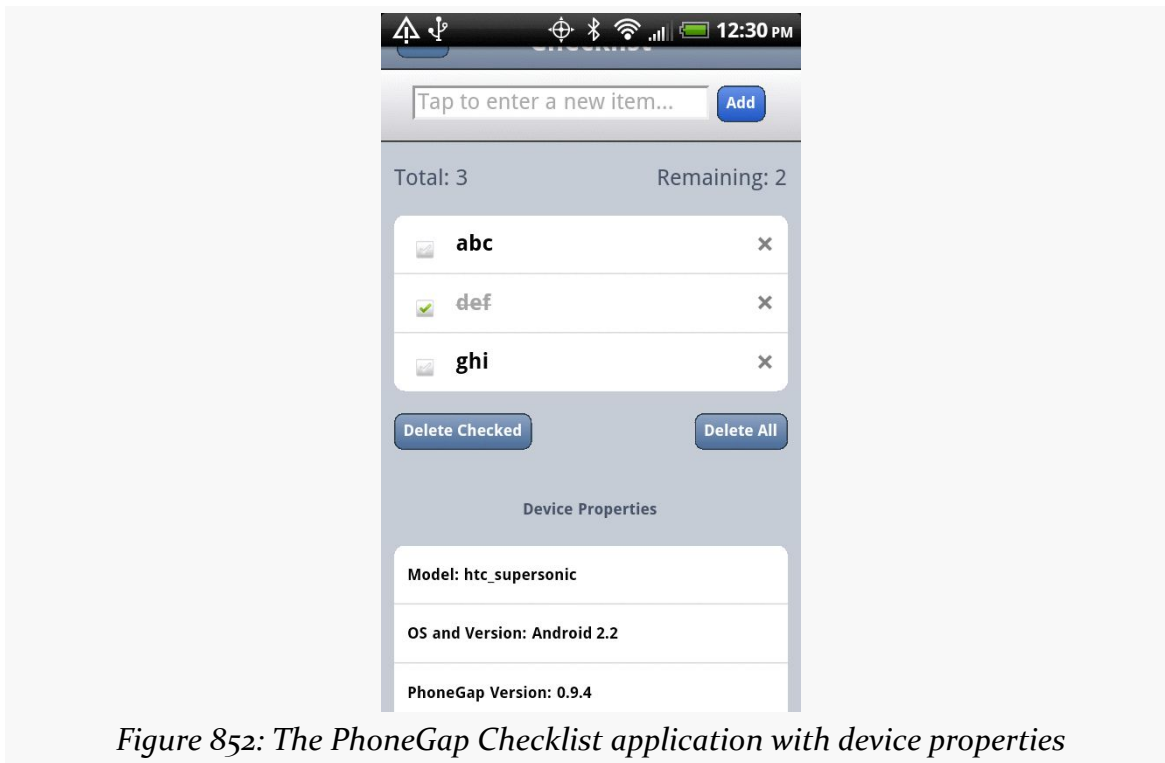 12:30 PM
Tap to enter a new item...
Add
Total: 3
Remaining: 2
abc
def
ghi
Delete Checked
Delete All
Device Properties
Model: htc_supersonic
OS and Version: Android 2.2
PhoneGap Version: 0.9.4
Figure 852: The PhoneGap Checklist application with device properties